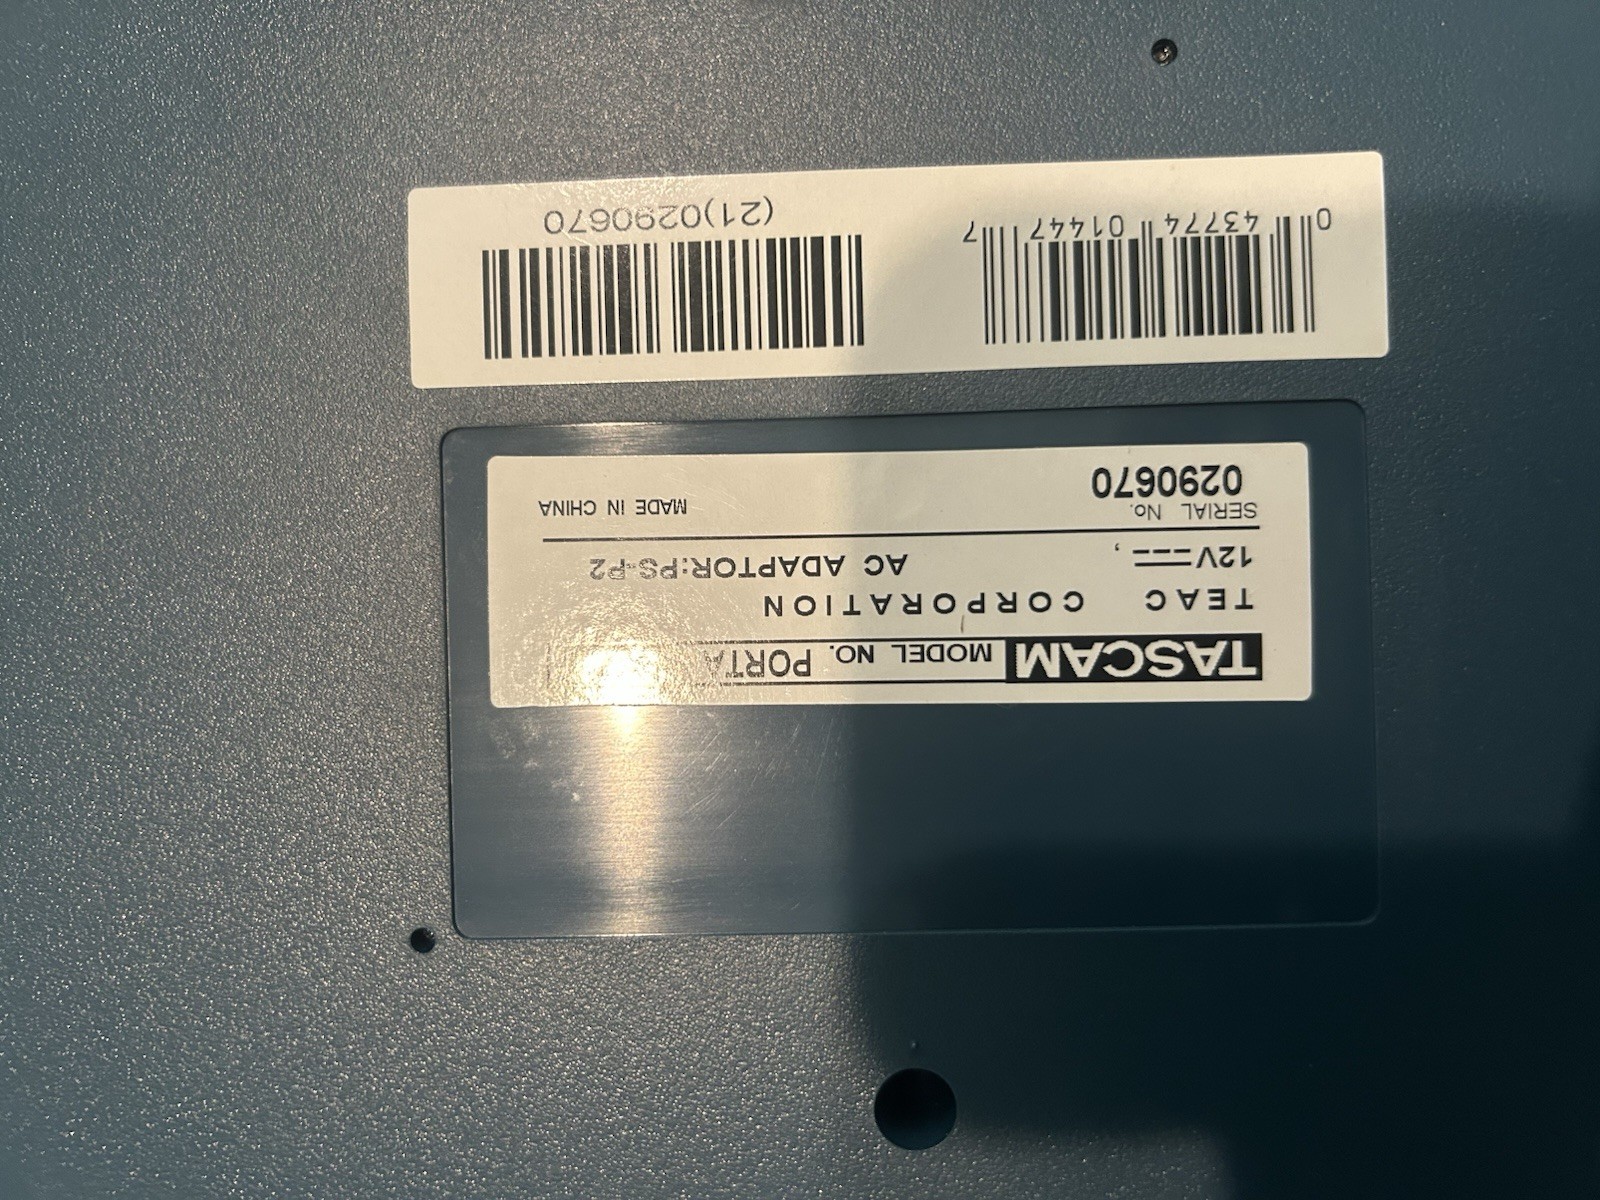 TASCAM MODEL NO.
TEAC CORPORATION
12V , AC ADAPTOR:PS-P2
SERIAL No.
0290670 MADE IN CHINA
0 43774 01447 7
(21)0290670